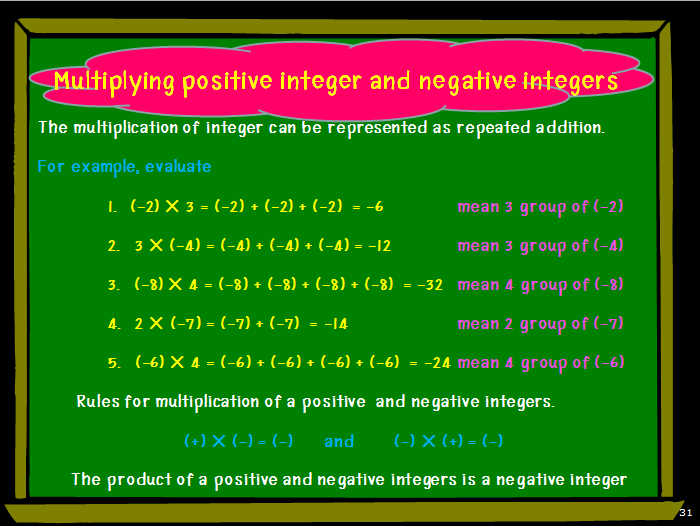 Multiplying positive integer and negative integers
The multiplication of integer can be represented as repeated addition.
For example, evaluate
1. (-2) X 3 = (-2) + (-2) + (-2) = -6 mean 3 group of (-2)
2. 3 X (-4) = (-4) + (-4) + (-4) = -12 mean 3 group of (-4)
3. (-8) X 4 = (-8) + (-8) + (-8) + (-8) = -32 mean 4 group of (-8)
4. 2 X (-7) = (-7) + (-7) = -14 mean 2 group of (-7)
5. (-6) X 4 = (-6) + (-6) + (-6) + (-6) = -24 mean 4 group of (-6)
Rules for multiplication of a positive and negative integers.
(+) X (-) = (-) and (-) X (+) = (-)
The product of a positive and negative integers is a negative integer
31